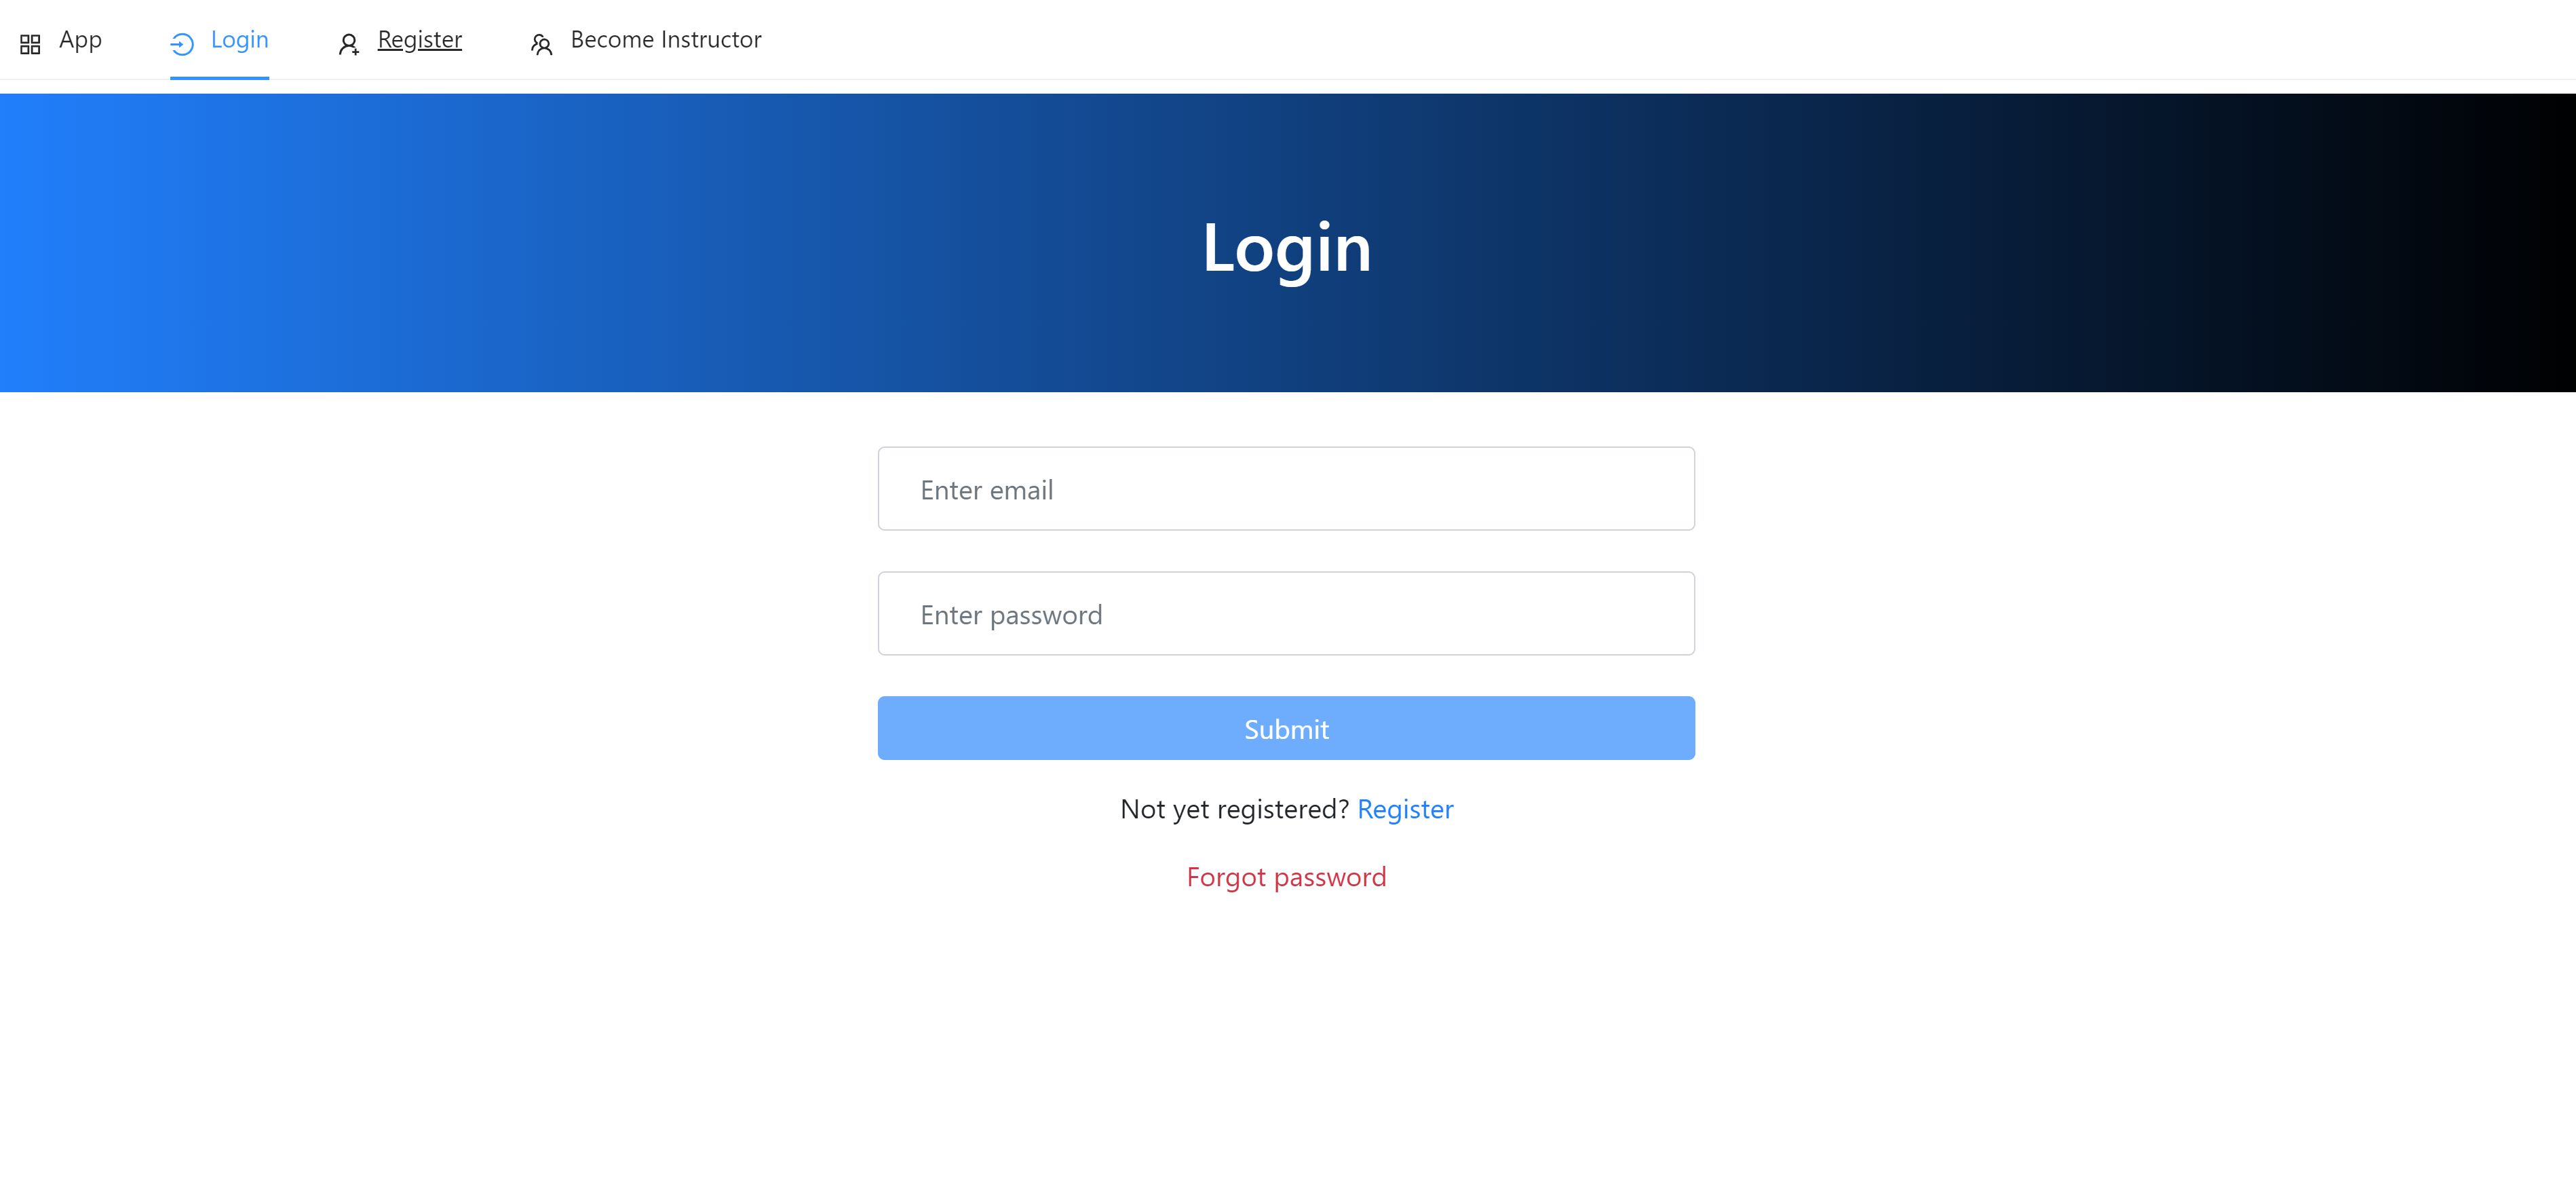 App Login Register Become Instructor
Login
Enter email
Enter password
Submit
Not yet registered? Register
Forgot password